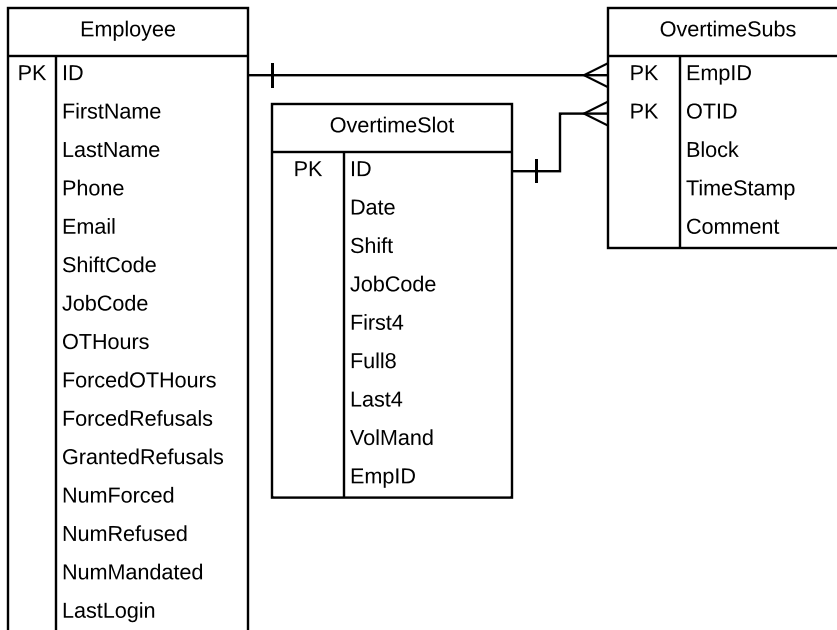 Employee
PK ID
FirstName
LastName
Phone
Email
ShiftCode
JobCode
OTHours
ForcedOTHours
ForcedRefusals
GrantedRefusals
NumForced
NumRefused
NumMandated
LastLogin
OvertimeSlot
PK ID
Date
Shift
JobCode
First4
Full8
Last4
VolMand
EmpID
OvertimeSubs
PK EmpID
PK OTID
Block
TimeStamp
Comment